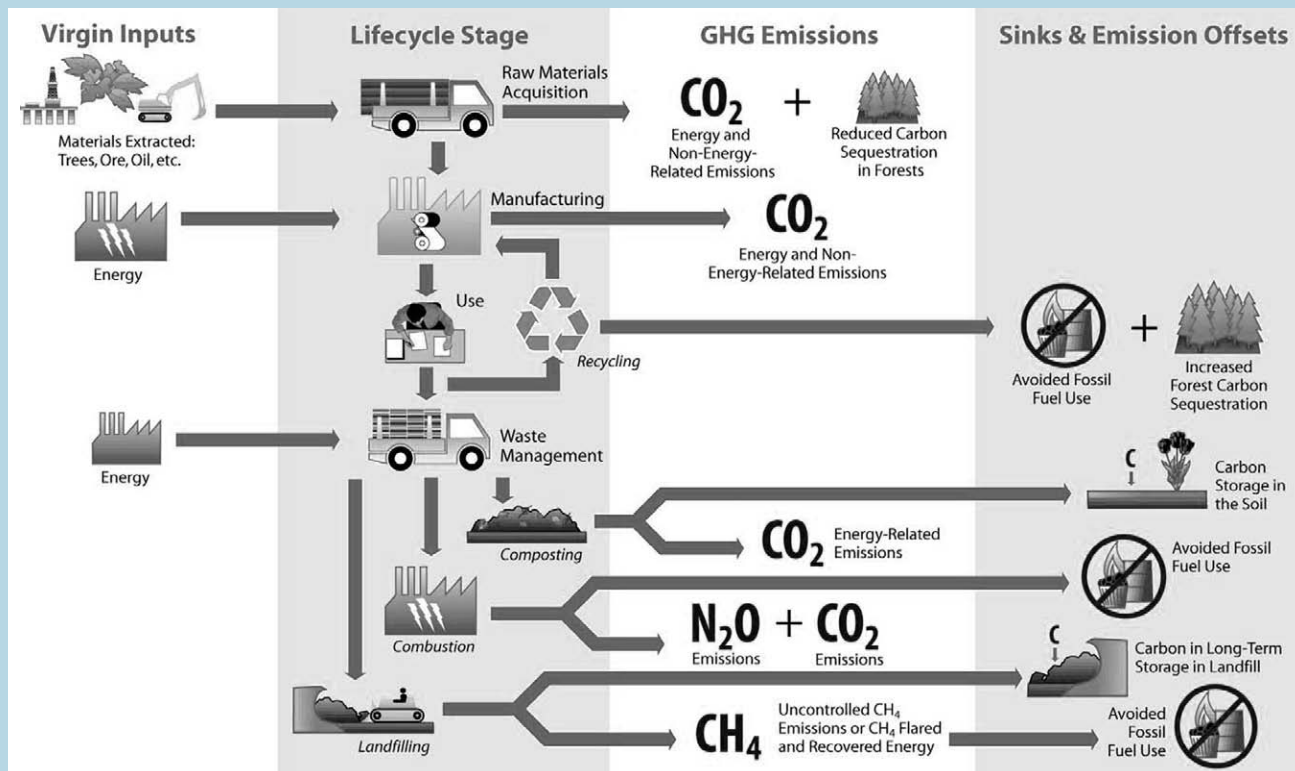 Virgin Inputs
Lifecycle Stage
GHG Emissions
Sinks & Emission Offsets
Materials Extracted:
Trees, Ore, Oil, etc.
Raw Materials
Acquisition
CO2
Energy and
Non-Energy-
Related Emissions
+
Reduced Carbon
Sequestration
in Forests
Energy
Manufacturing
CO2
Energy and Non-
Energy-Related Emissions
Use
Recycling
Avoided Fossil
Fuel Use
+
Increased
Forest Carbon
Sequestration
Energy
Waste
Management
Composting
C
Carbon
Storage in
the Soil
CO2
Energy-Related
Emissions
Combustion
Avoided Fossil
Fuel Use
N2O + CO2
Emissions
Emissions
Landfilling
C
Carbon in Long-Term
Storage in Landfill
CH4
Uncontrolled CH4
Emissions or CH4 Flared
and Recovered Energy
Avoided
Fossil
Fuel Use